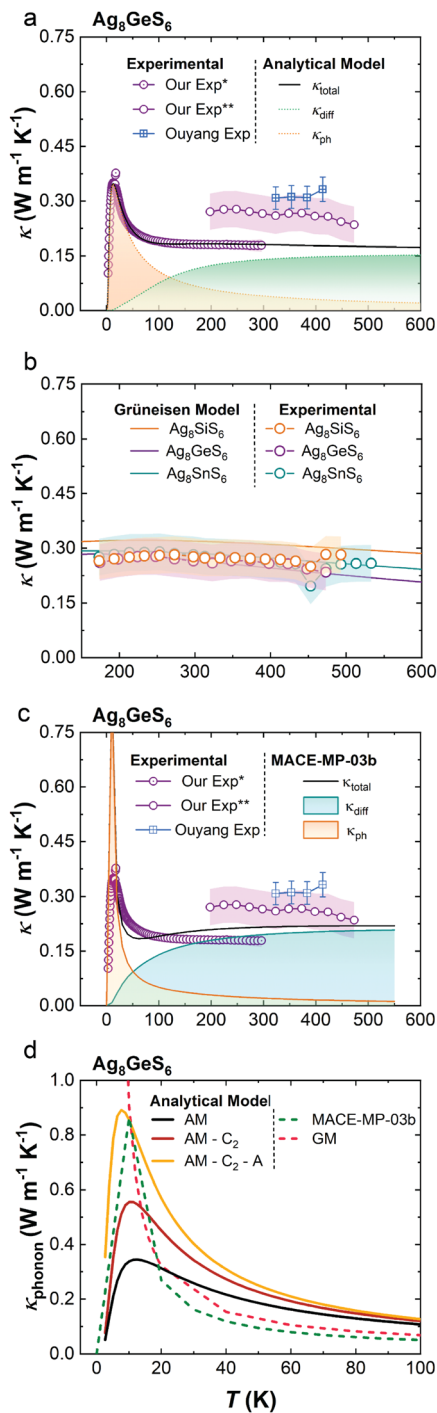 a
Ag₈GeS₆
0.75
0.60
0.45
0.30
0.15
0.00
κ (W m⁻¹ K⁻¹)
Experimental
Our Exp*
Our Exp**
Ouyang Exp
Analytical Model
κtotal
κdiff
κph
0 100 200 300 400 500 600
b
0.75
0.60
0.45
0.30
0.15
0.00
κ (W m⁻¹ K⁻¹)
Grüneisen Model
Ag₈SiS₆
Ag₈GeS₆
Ag₈SnS₆
Experimental
Ag₈SiS₆
Ag₈GeS₆
Ag₈SnS₆
200 300 400 500 600
c
Ag₈GeS₆
0.75
0.60
0.45
0.30
0.15
0.00
κ (W m⁻¹ K⁻¹)
Experimental
Our Exp*
Our Exp**
Ouyang Exp
MACE-MP-03b
κtotal
κdiff
κph
0 100 200 300 400 500 600
d
Ag₈GeS₆
1.0
0.8
0.6
0.4
0.2
0.0
κphonon (W m⁻¹ K⁻¹)
Analytical Model
AM
AM - C₂
AM - C₂ - A
MACE-MP-03b
GM
0 20 40 60 80 100
T (K)